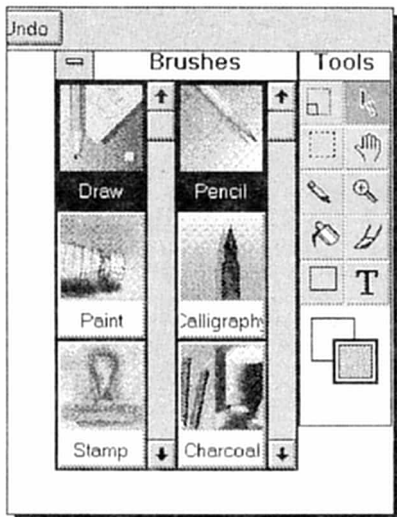 Undo
Brushes
Tools
Draw
Pencil
Paint
Calligraphy
Stamp
Charcoal
T